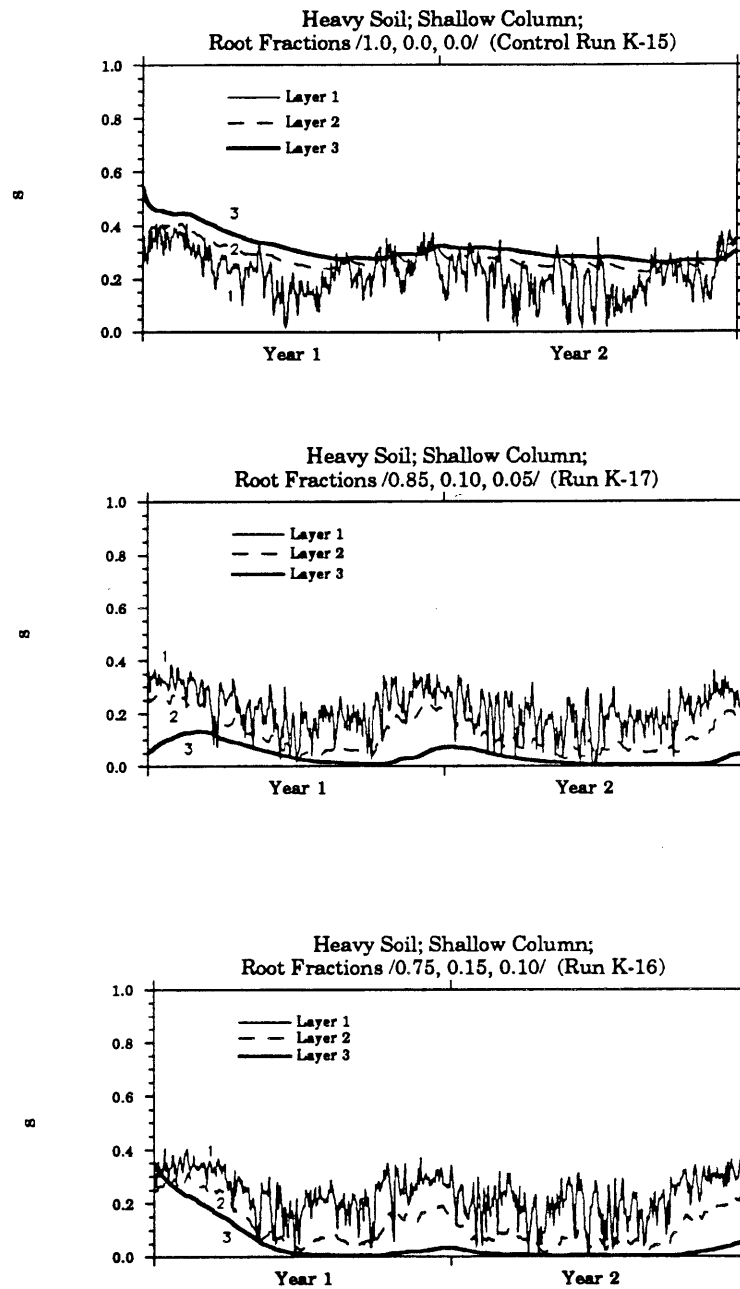 Heavy Soil; Shallow Column;
Root Fractions /1.0, 0.0, 0.0/ (Control Run K-15)
1.0
0.8
0.6
0.4
0.2
0.0
s
Layer 1
Layer 2
Layer 3
3
2
1
Year 1
Year 2
Heavy Soil; Shallow Column;
Root Fractions /0.85, 0.10, 0.05/ (Run K-17)
1.0
0.8
0.6
0.4
0.2
0.0
s
Layer 1
Layer 2
Layer 3
1
2
3
Year 1
Year 2
Heavy Soil; Shallow Column;
Root Fractions /0.75, 0.15, 0.10/ (Run K-16)
1.0
0.8
0.6
0.4
0.2
0.0
s
Layer 1
Layer 2
Layer 3
1
2
3
Year 1
Year 2